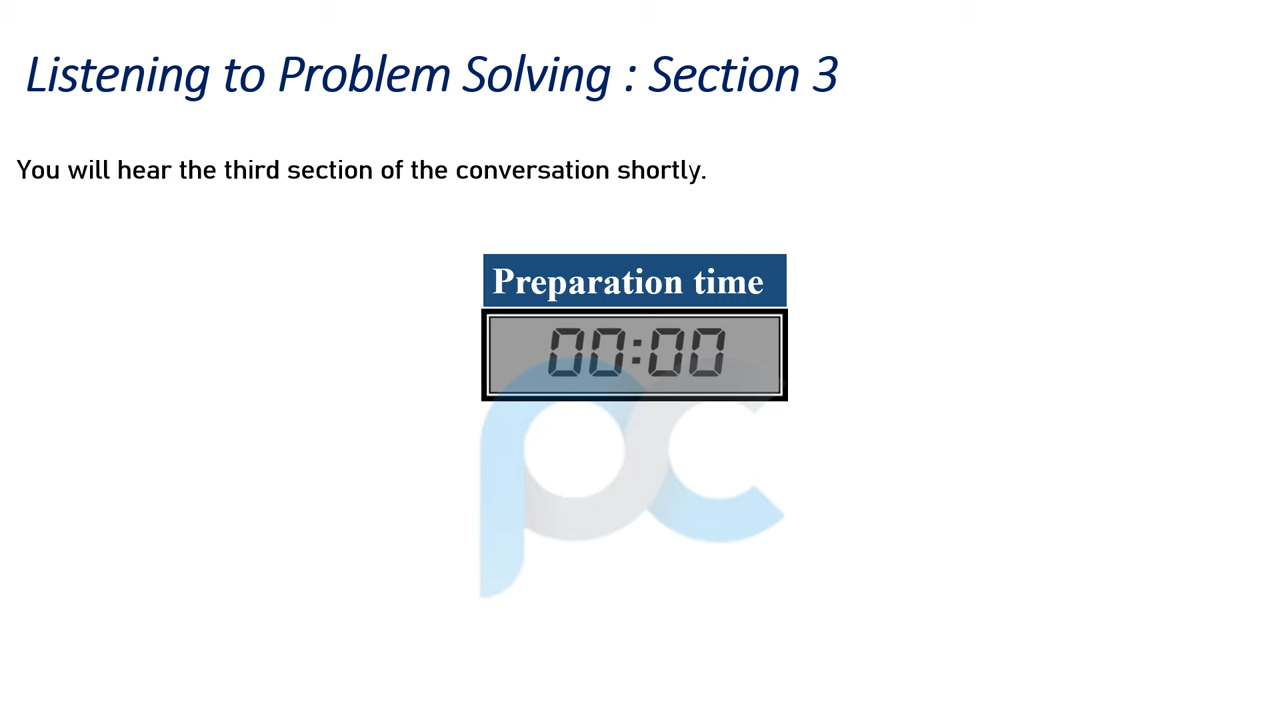 Listening to Problem Solving : Section 3
You will hear the third section of the conversation shortly.
Preparation time
00:00
pc